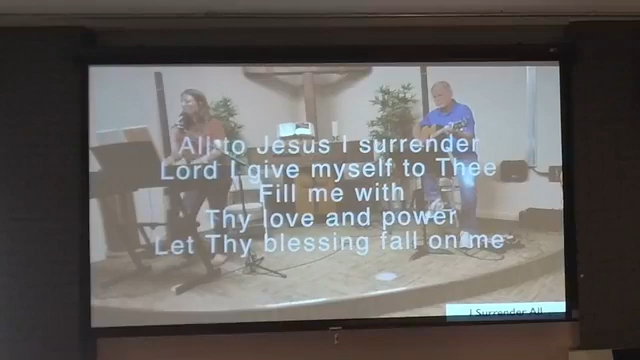 All to Jesus I surrender
Lord I give myself to Thee
Fill me with
Thy love and power
Let Thy blessing fall on me
I Surrender All